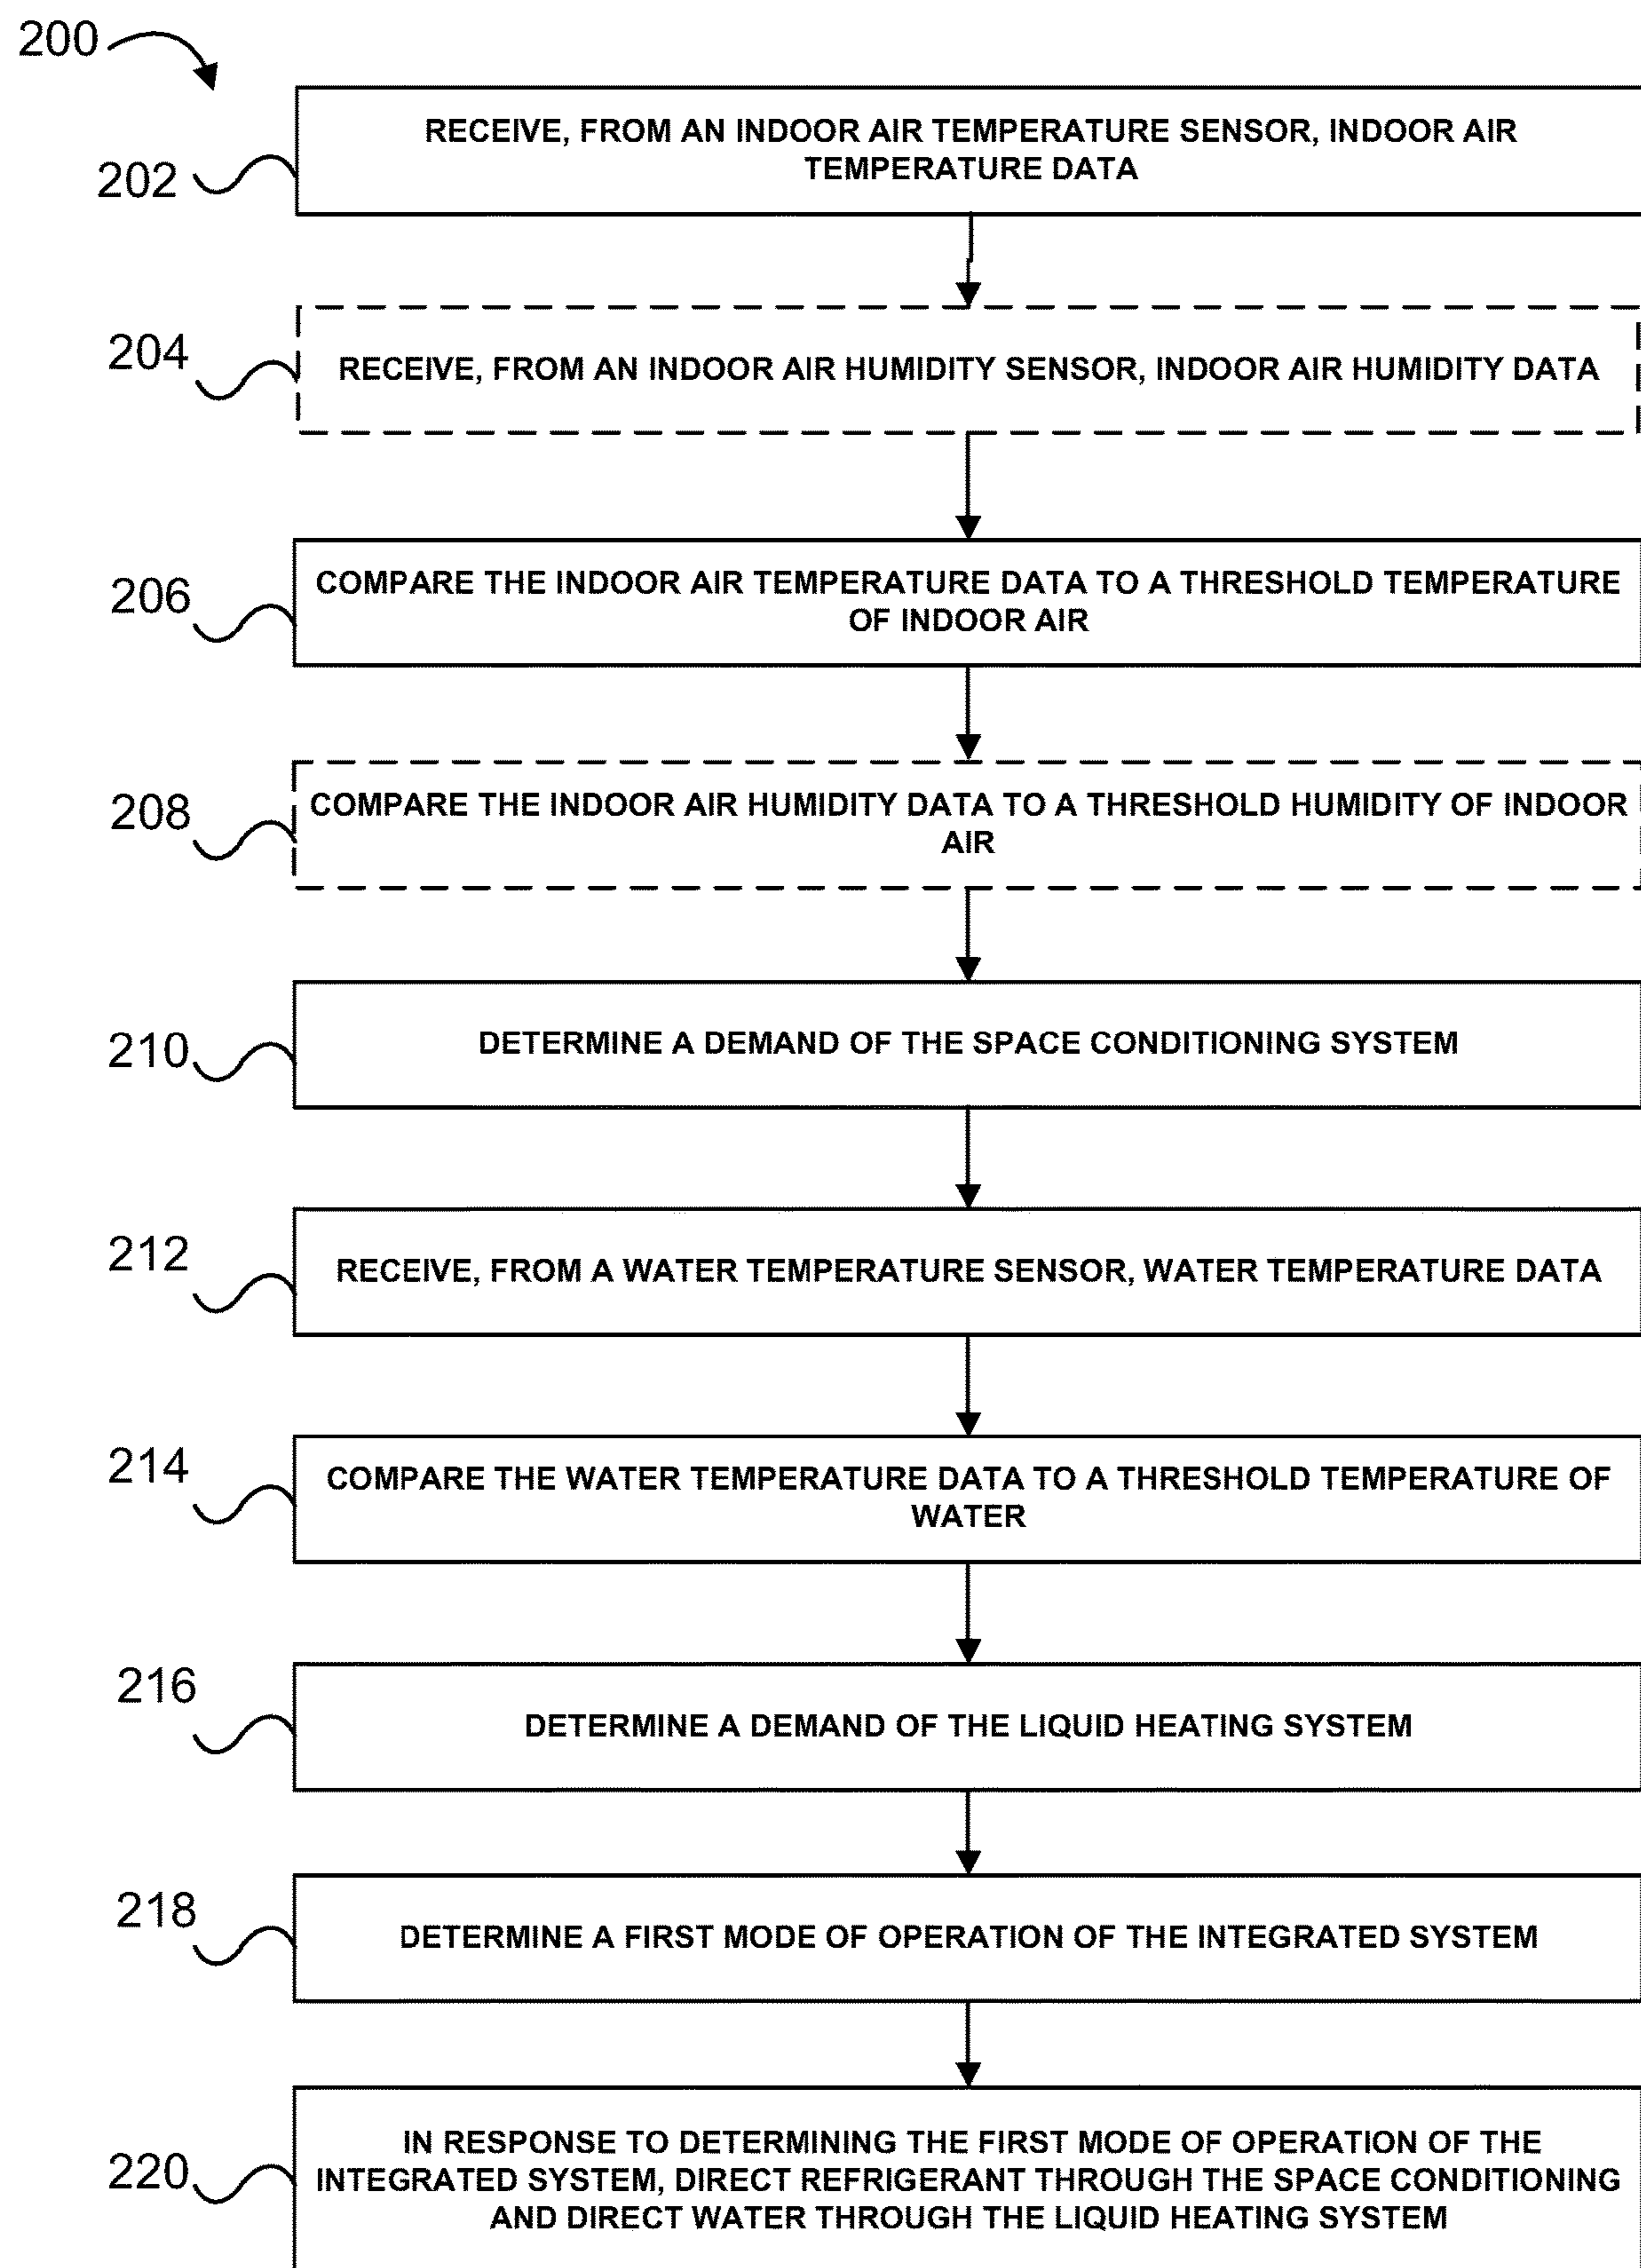 200
202
RECEIVE, FROM AN INDOOR AIR TEMPERATURE SENSOR, INDOOR AIR
TEMPERATURE DATA
204
RECEIVE, FROM AN INDOOR AIR HUMIDITY SENSOR, INDOOR AIR HUMIDITY DATA
206
COMPARE THE INDOOR AIR TEMPERATURE DATA TO A THRESHOLD TEMPERATURE
OF INDOOR AIR
208
COMPARE THE INDOOR AIR HUMIDITY DATA TO A THRESHOLD HUMIDITY OF INDOOR
AIR
210
DETERMINE A DEMAND OF THE SPACE CONDITIONING SYSTEM
212
RECEIVE, FROM A WATER TEMPERATURE SENSOR, WATER TEMPERATURE DATA
214
COMPARE THE WATER TEMPERATURE DATA TO A THRESHOLD TEMPERATURE OF
WATER
216
DETERMINE A DEMAND OF THE LIQUID HEATING SYSTEM
218
DETERMINE A FIRST MODE OF OPERATION OF THE INTEGRATED SYSTEM
220
IN RESPONSE TO DETERMINING THE FIRST MODE OF OPERATION OF THE
INTEGRATED SYSTEM, DIRECT REFRIGERANT THROUGH THE SPACE CONDITIONING
AND DIRECT WATER THROUGH THE LIQUID HEATING SYSTEM